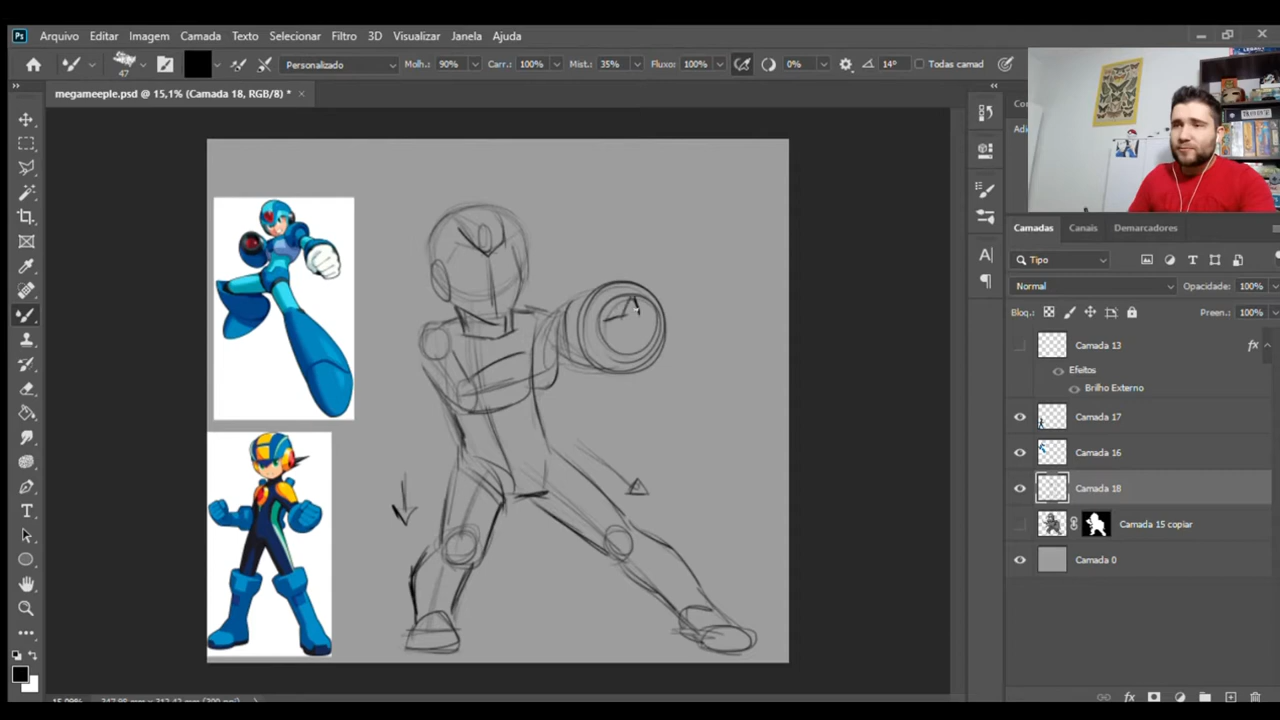 Ps Arquivo Editar Imagem Camada Texto Selecionar Filtro 3D Visualizar Janela Ajuda
47 Personalizado Molh.: 90% Carr.: 100% Mist.: 35% Fluxo: 100% 0% 14° Todas camad
megameeple.psd @ 15,1% (Camada 18, RGB/8) *
Camadas Canais Demarcadores
Tipo
Normal Opacidade: 100%
Bloq.: Preen.: 100%
Camada 13 fx
Efeitos
Brilho Externo
Camada 17
Camada 16
Camada 18
Camada 15 copiar
Camada 0